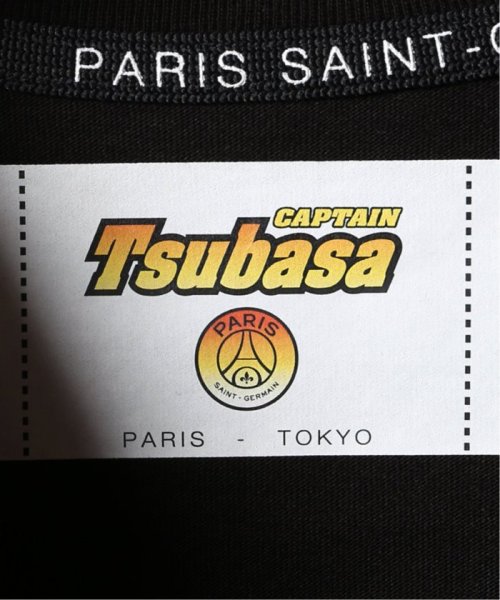 PARIS SAINT-G
CAPTAIN
Tsubasa
PARIS
SAINT-GERMAIN
PARIS - TOKYO